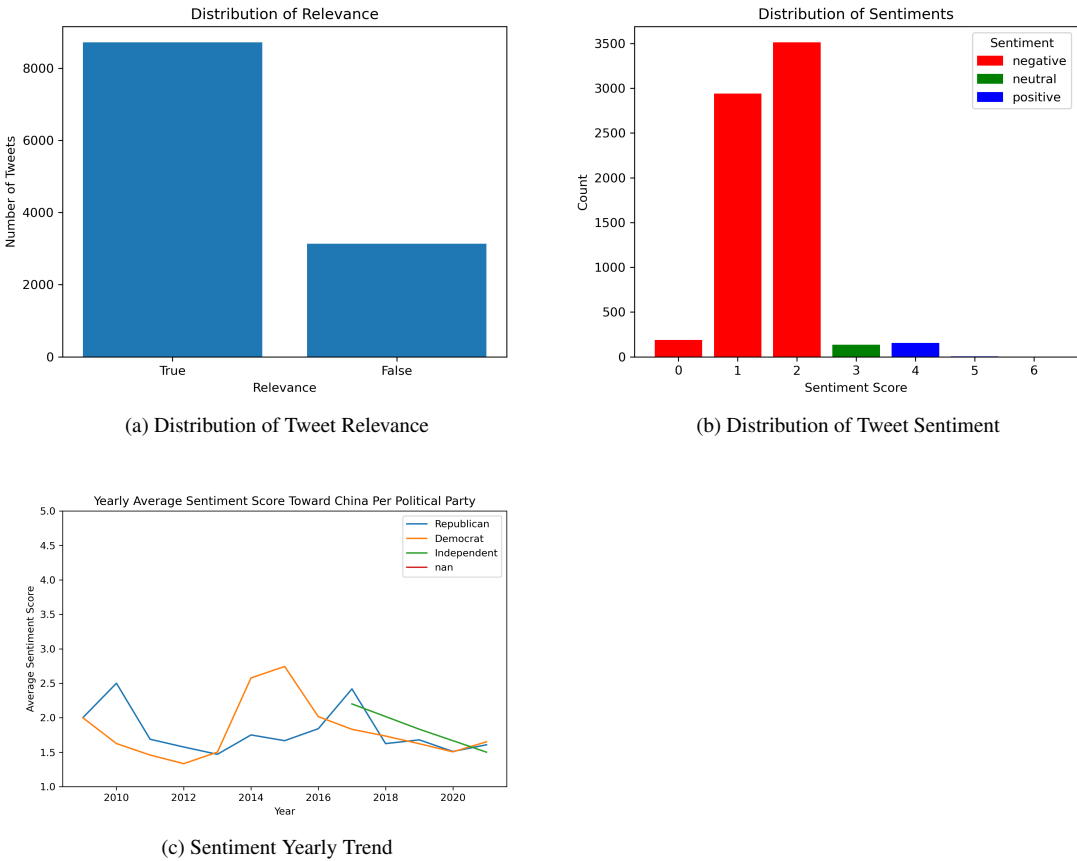 Distribution of Relevance
Number of Tweets
8000
6000
4000
2000
0
True
False
Relevance
(a) Distribution of Tweet Relevance
Distribution of Sentiments
Count
3500
3000
2500
2000
1500
1000
500
0
Sentiment
negative
neutral
positive
0 1 2 3 4 5 6
Sentiment Score
(b) Distribution of Tweet Sentiment
Yearly Average Sentiment Score Toward China Per Political Party
Average Sentiment Score
5.0
4.5
4.0
3.5
3.0
2.5
2.0
1.5
1.0
Republican
Democrat
Independent
nan
2010 2012 2014 2016 2018 2020
Year
(c) Sentiment Yearly Trend